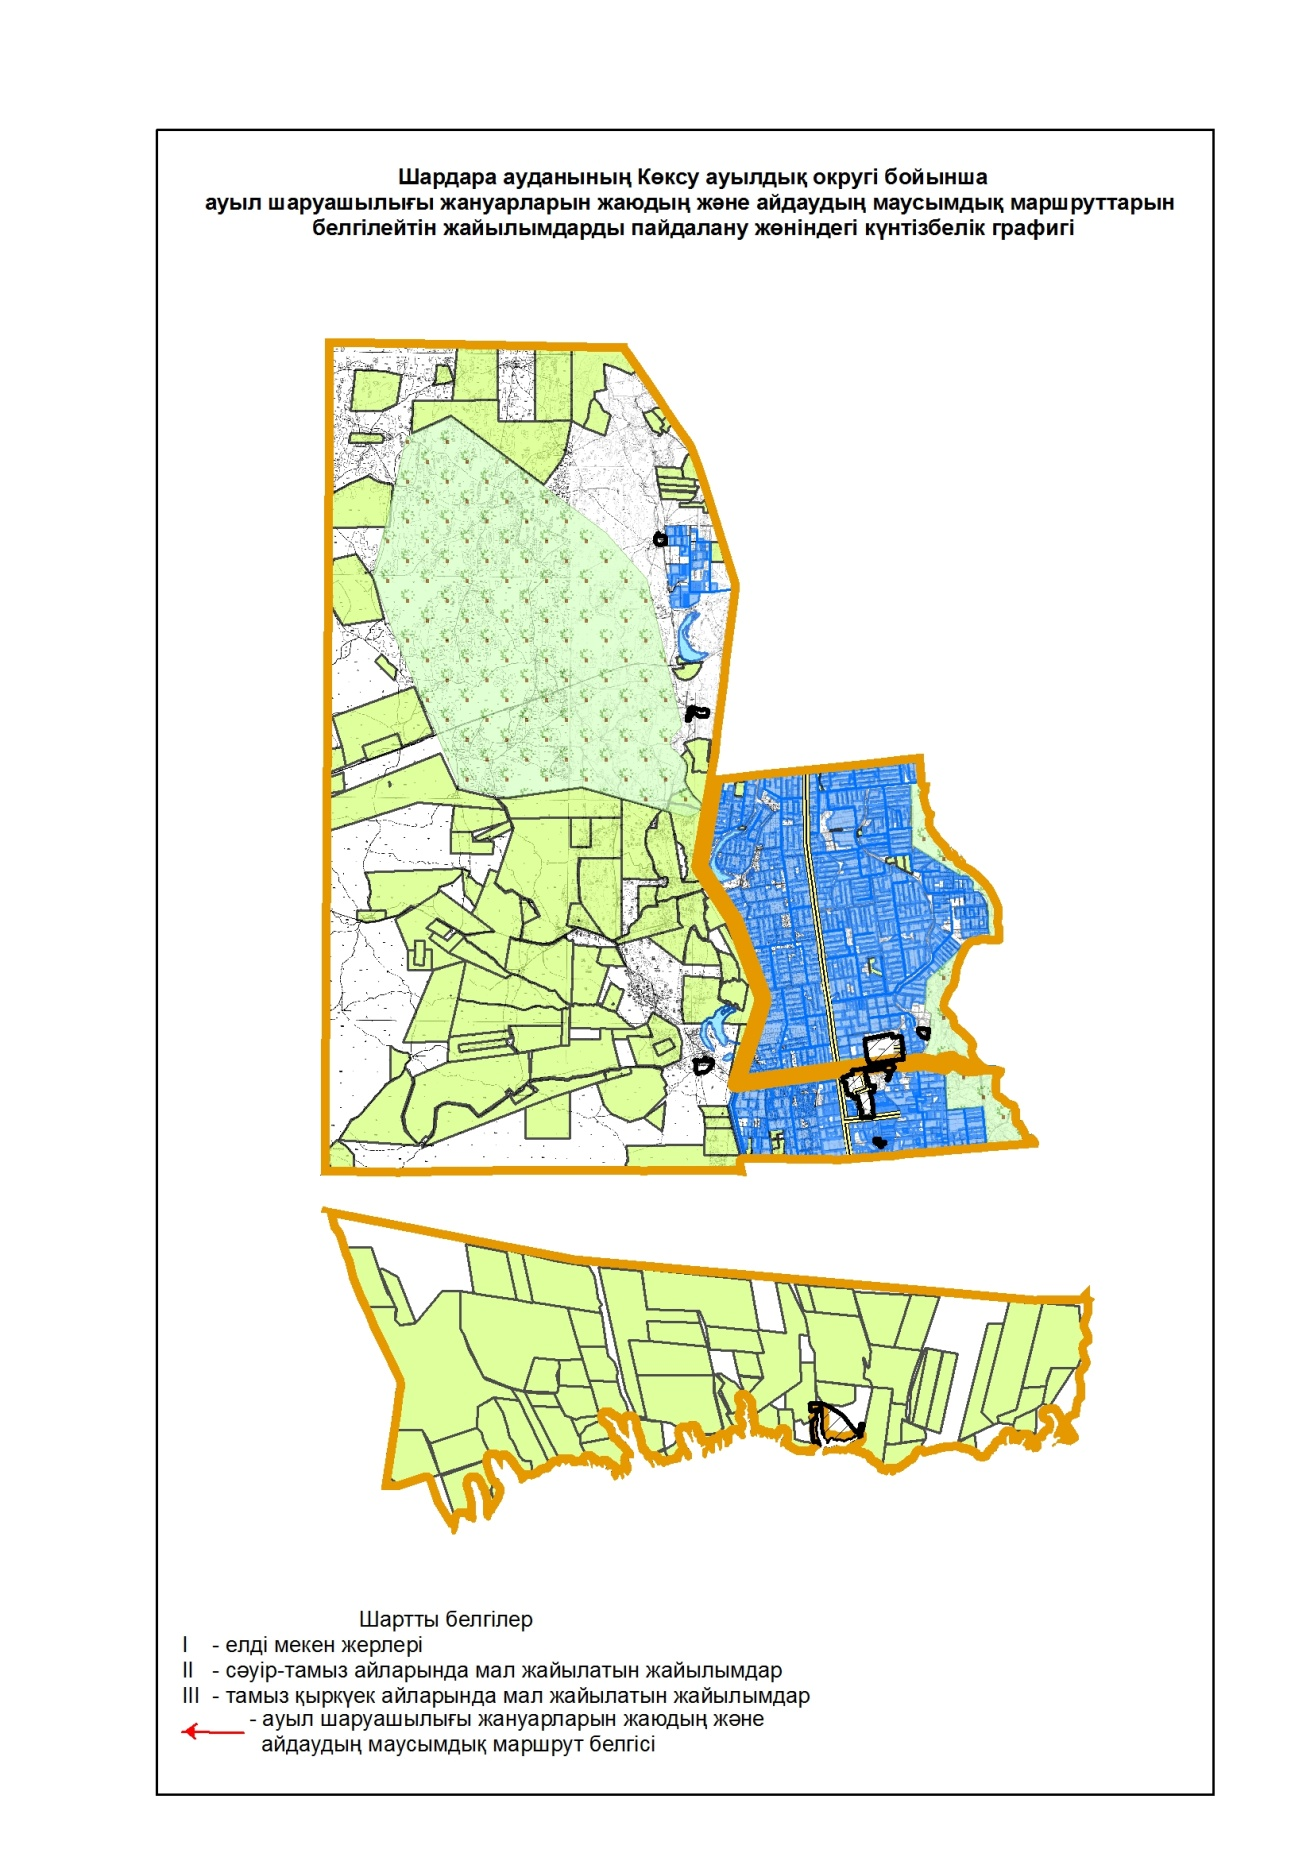 Шардара ауданының Көксу ауылдық округі бойынша
ауыл шаруашылығы жануарларын жаюдың және айдаудың маусымдық маршруттарын
белгілейтін жайылымдарды пайдалану жөніндегі күнтізбелік графигі
Шартты белгілер
I - елді мекен жерлері
II - сәуір-тамыз айларында мал жайылатын жайылымдар
III - тамыз қыркүек айларында мал жайылатын жайылымдар
- ауыл шаруашылығы жануарларын жаюдың және
айдаудың маусымдық маршрут белгісі